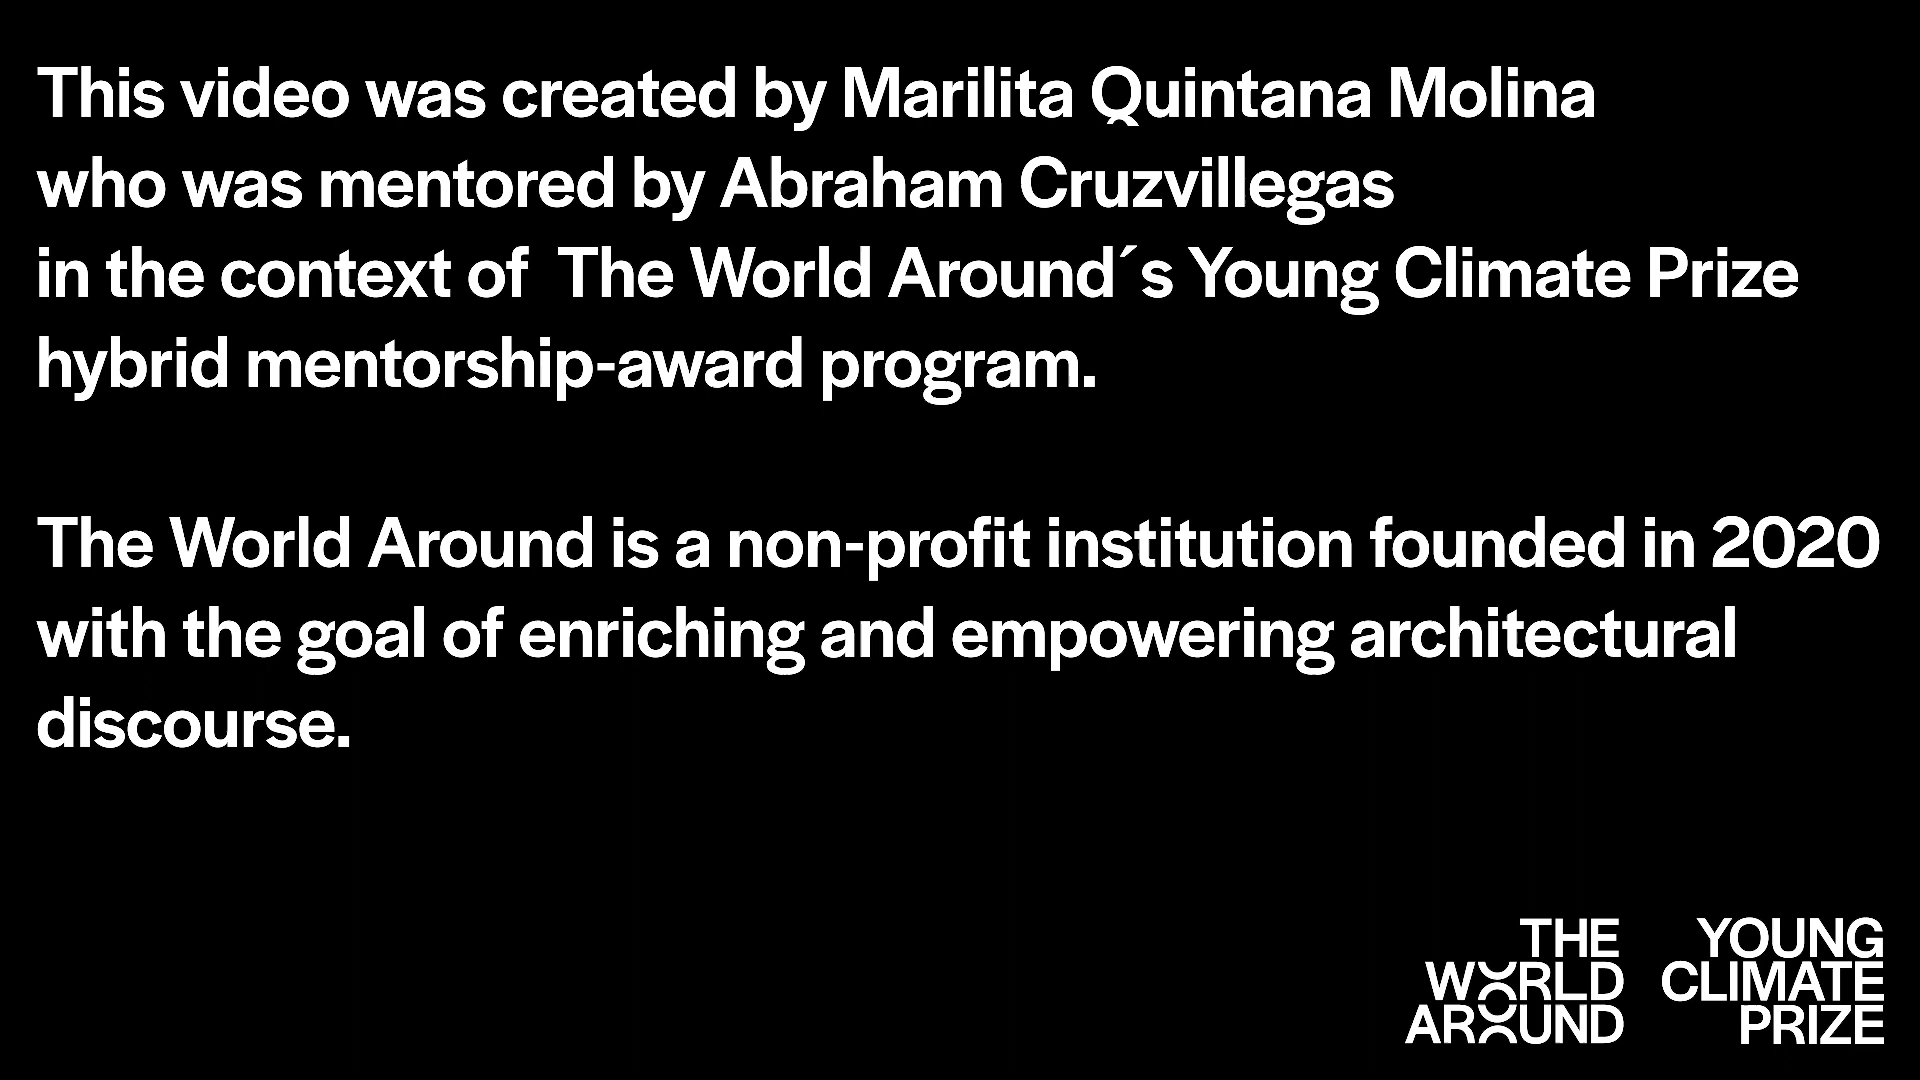 This video was created by Marilita Quintana Molina
who was mentored by Abraham Cruzvillegas
in the context of  The World Around´s Young Climate Prize
hybrid mentorship-award program.
The World Around is a non-profit institution founded in 2020
with the goal of enriching and empowering architectural
discourse.
THE
WORLD
AROUND
YOUNG
CLIMATE
PRIZE